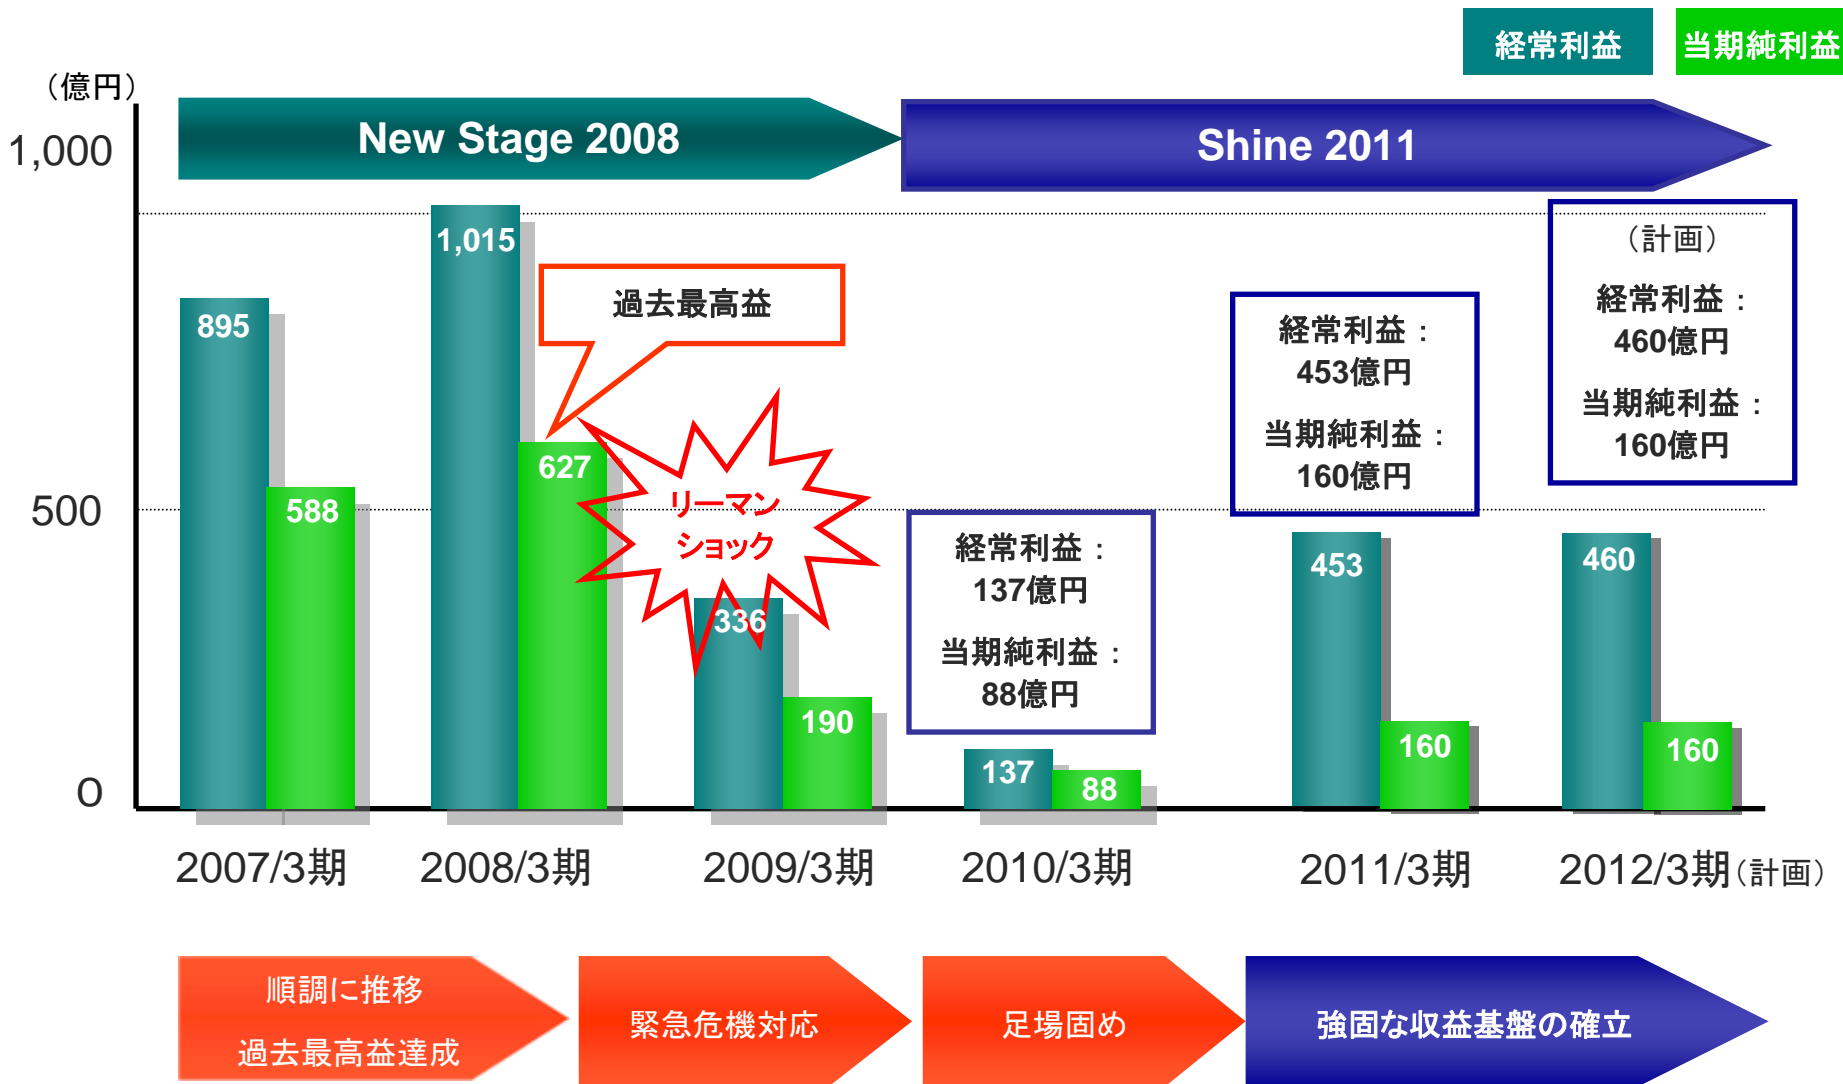 経常利益
当期純利益
（億円）
New Stage 2008
Shine 2011
1,000
500
0
895
588
1,015
627
過去最高益
リーマン
ショック
336
190
経常利益：
137億円
当期純利益：
88億円
137
88
経常利益：
453億円
当期純利益：
160億円
453
160
（計画）
経常利益：
460億円
当期純利益：
160億円
460
160
2007/3期
2008/3期
2009/3期
2010/3期
2011/3期
2012/3期（計画）
順調に推移
過去最高益達成
緊急危機対応
足場固め
強固な収益基盤の確立